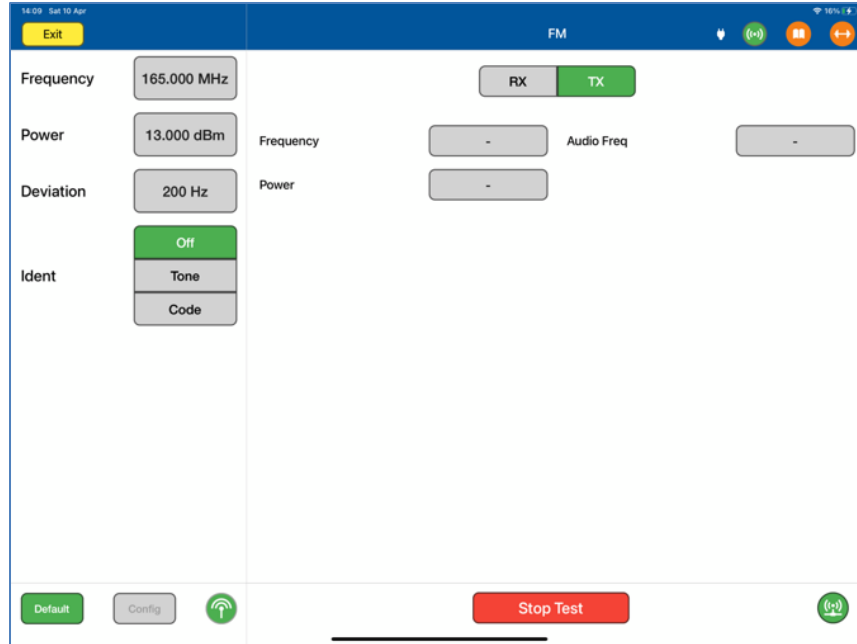 14:09 Sat 10 Apr
16%
Exit
FM
Frequency
165.000 MHz
RX
TX
Power
13.000 dBm
Frequency
-
Audio Freq
-
Deviation
200 Hz
Power
-
Off
Ident
Tone
Code
Default
Config
Stop Test